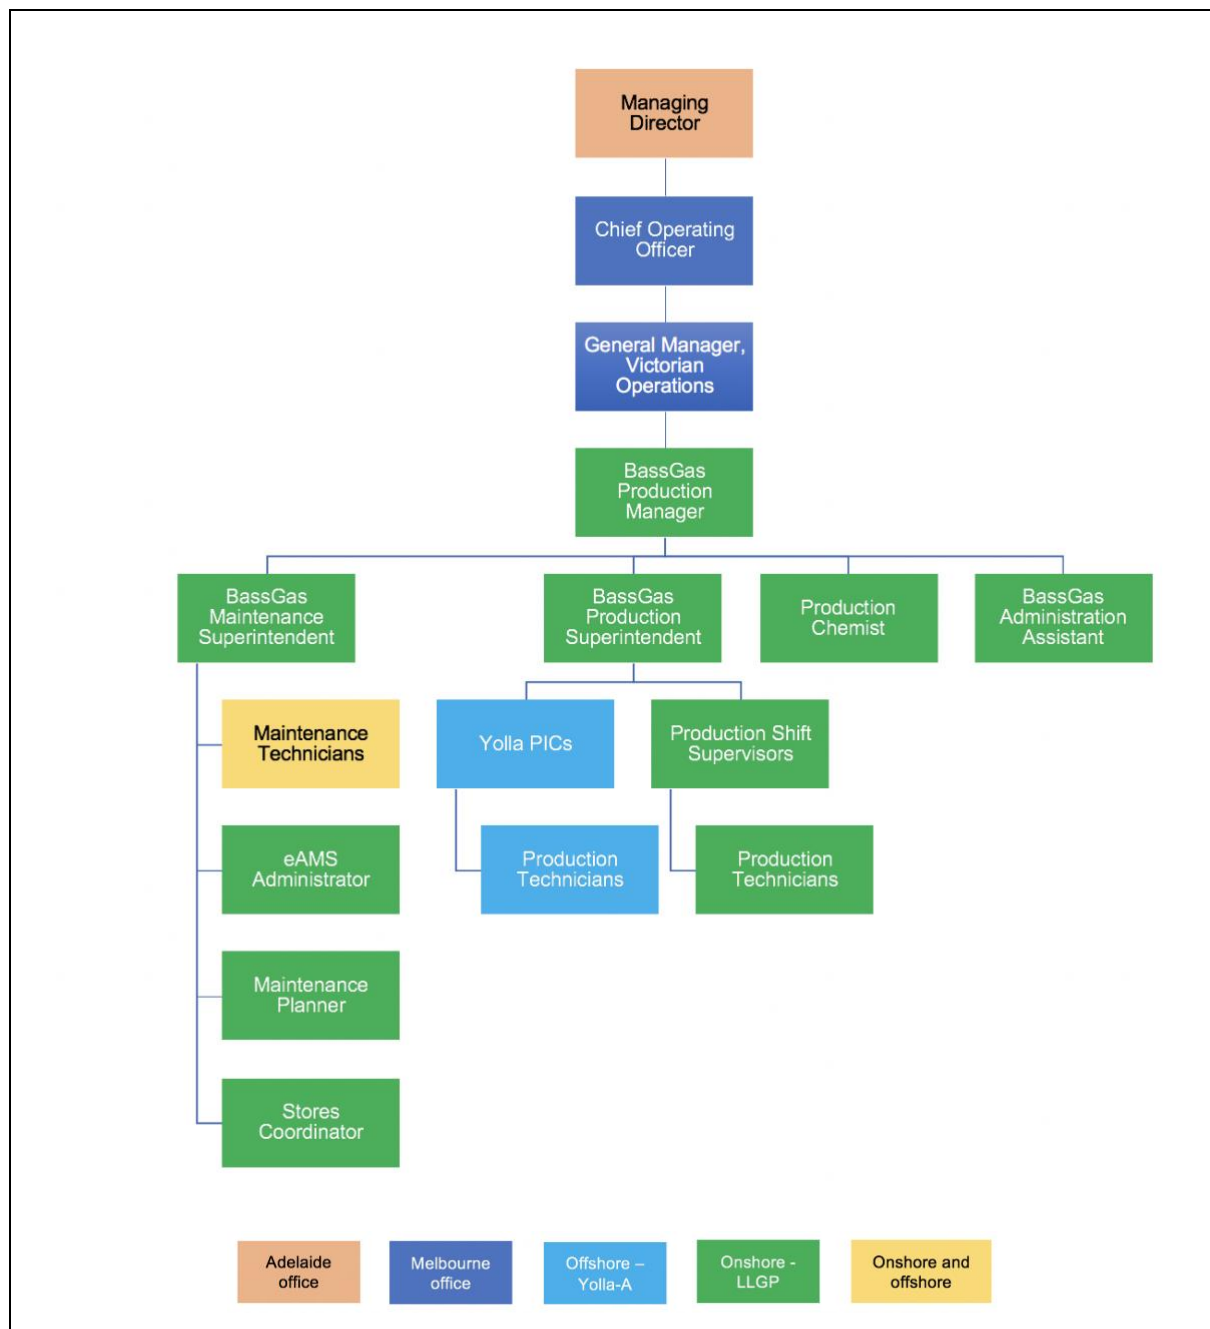 Managing
Director
Chief Operating
Officer
General Manager,
Victorian
Operations
BassGas
Production
Manager
BassGas
Maintenance
Superintendent
BassGas
Production
Superintendent
Production
Chemist
BassGas
Administration
Assistant
Maintenance
Technicians
Yolla PICs
Production Shift
Supervisors
eAMS
Administrator
Production
Technicians
Production
Technicians
Maintenance
Planner
Stores
Coordinator
Adelaide
office
Melbourne
office
Offshore –
Yolla-A
Onshore -
LLGP
Onshore and
offshore